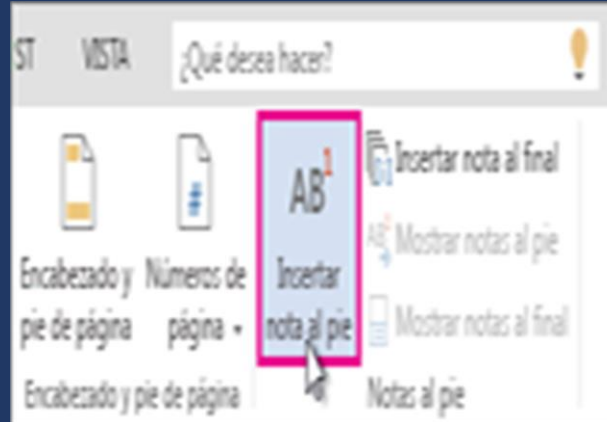 ST VISTA ¿Qué desea hacer?
Encabezado y
pie de página
Números de
página
AB1
Insertar
nota al pie
Insertar nota al final
Mostrar notas al pie
Mostrar notas al final
Encabezado y pie de página
Notas al pie